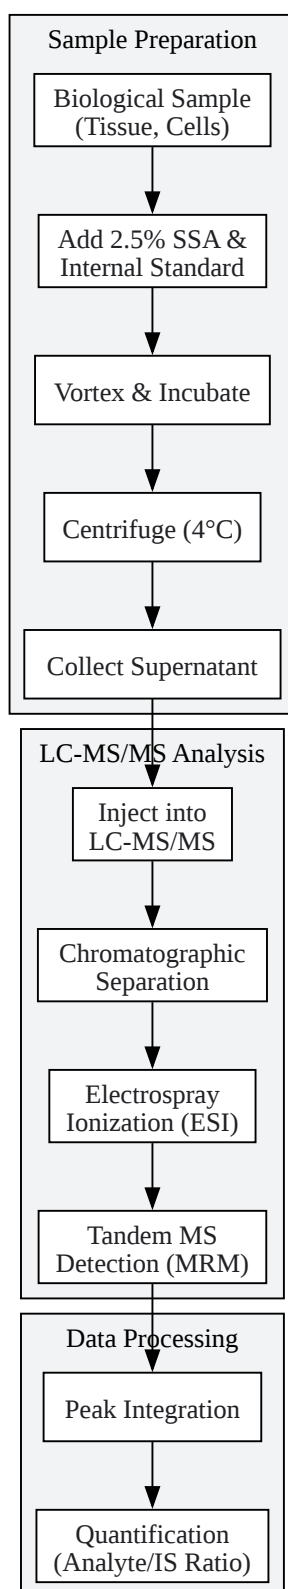 Sample Preparation
Biological Sample
(Tissue, Cells)
Add 2.5% SSA &
Internal Standard
Vortex & Incubate
Centrifuge (4°C)
Collect Supernatant
LC-MS/MS Analysis
Inject into
LC-MS/MS
Chromatographic
Separation
Electrospray
Ionization (ESI)
Tandem MS
Detection (MRM)
Data Processing
Peak Integration
Quantification
(Analyte/IS Ratio)